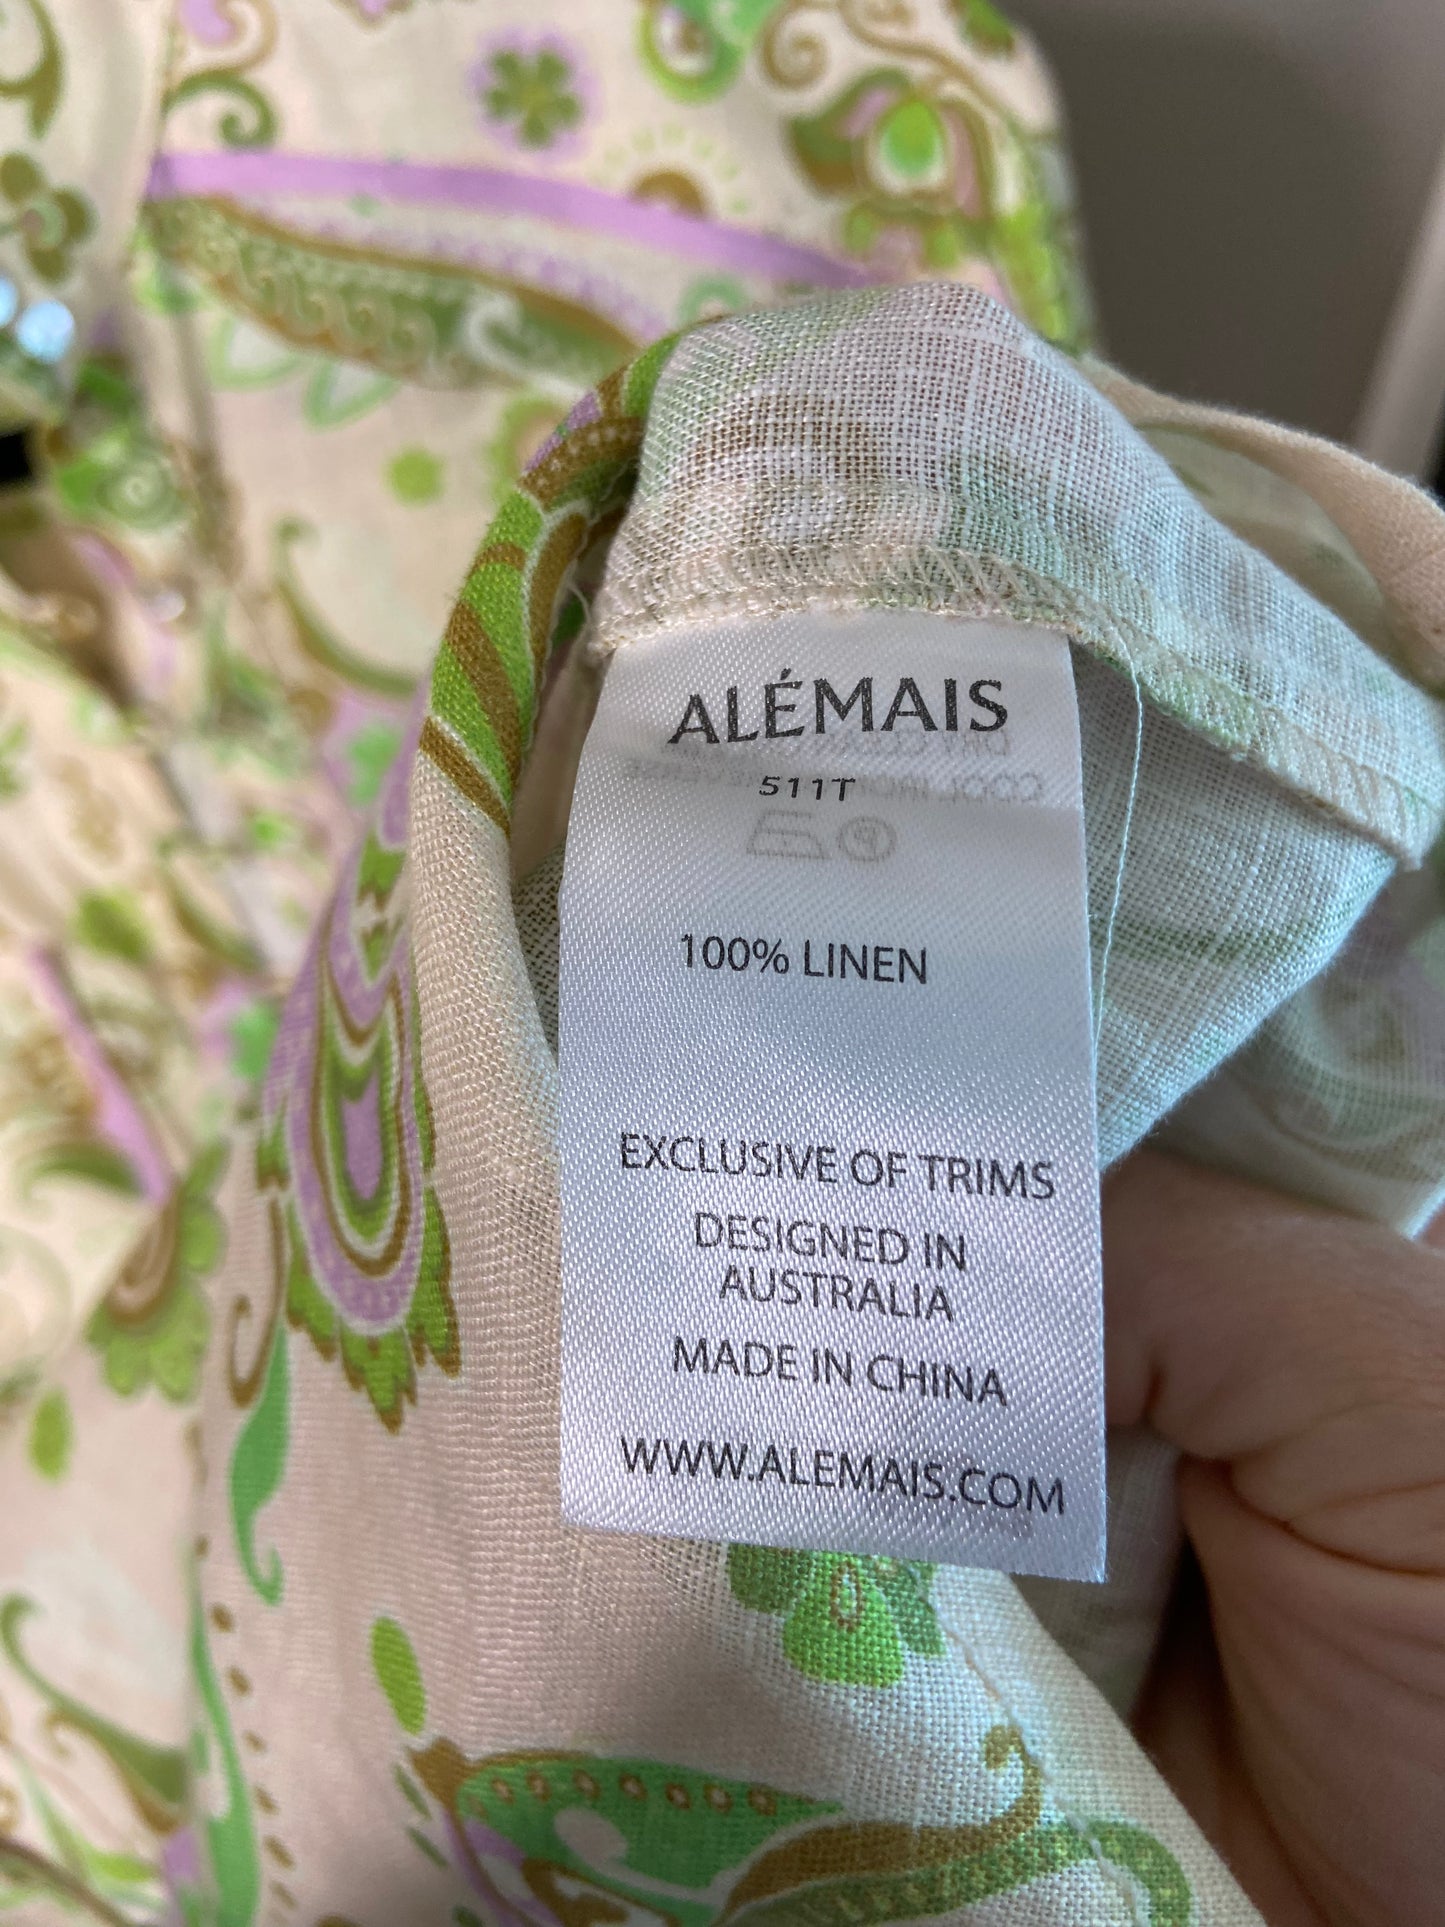 ALÉMAIS
511T
100% LINEN
EXCLUSIVE OF TRIMS
DESIGNED IN
AUSTRALIA
MADE IN CHINA
WWW.ALEMAIS.COM